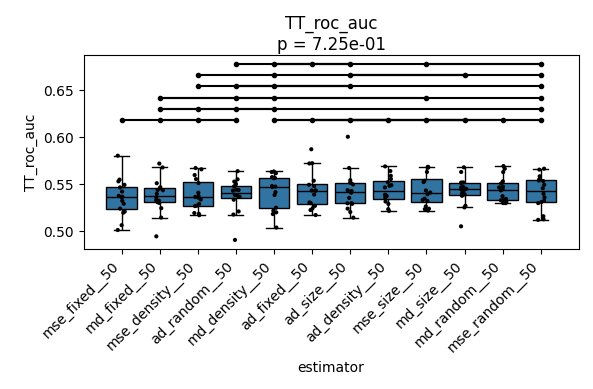 TT_roc_auc
p = 7.25e-01
TT_roc_auc
0.65
0.60
0.55
0.50
mse_fixed__50
md_fixed__50
mse_density__50
ad_random__50
md_density__50
ad_fixed__50
ad_size__50
ad_density__50
mse_size__50
md_size__50
md_random__50
mse_random__50
estimator